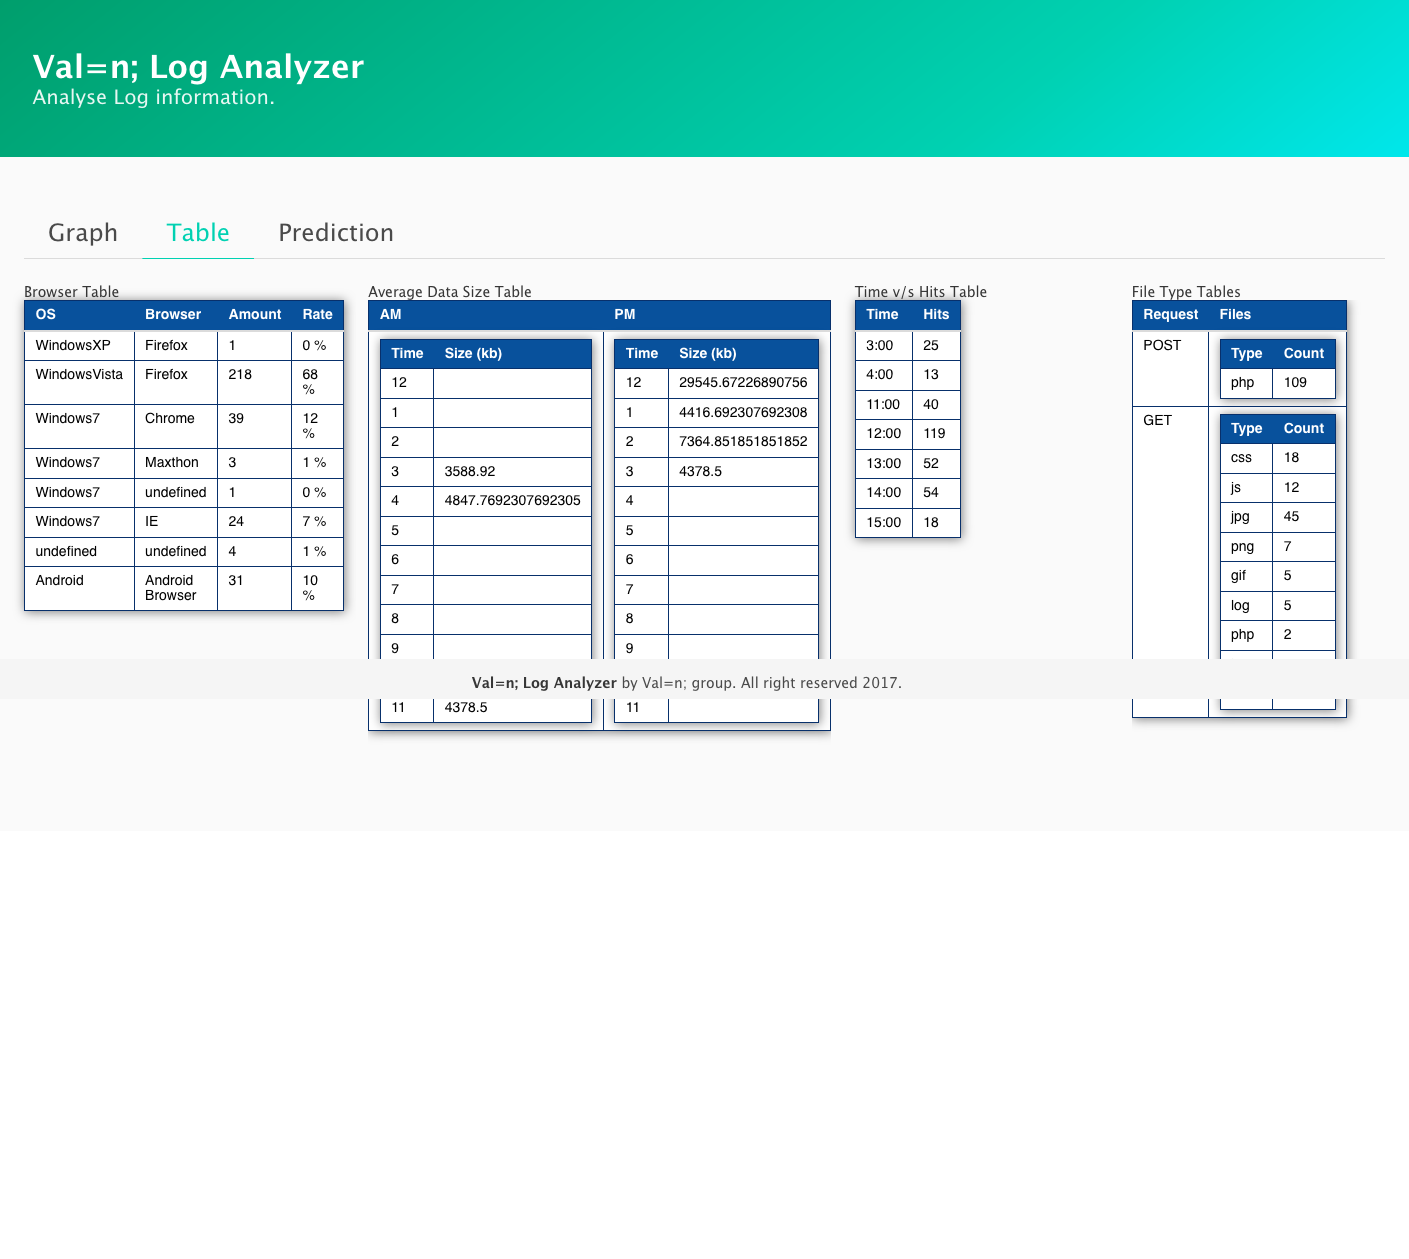 Val=n; Log Analyzer
Analyse Log information.
Graph Table Prediction
Browser Table
OS Browser Amount Rate
WindowsXP Firefox 1 0 %
WindowsVista Firefox 218 68 %
Windows7 Chrome 39 12 %
Windows7 Maxthon 3 1 %
Windows7 undefined 1 0 %
Windows7 IE 24 7 %
undefined undefined 4 1 %
Android Android Browser 31 10 %
Average Data Size Table
AM PM
Time Size (kb)
12
1
2
3 3588.92
4 4847.7692307692305
5
6
7
8
9
11 4378.5
Time Size (kb)
12 29545.67226890756
1 4416.692307692308
2 7364.851851851852
3 4378.5
4
5
6
7
8
9
11
Time v/s Hits Table
Time Hits
3:00 25
4:00 13
11:00 40
12:00 119
13:00 52
14:00 54
15:00 18
File Type Tables
Request Files
POST
Type Count
php 109
GET
Type Count
css 18
js 12
jpg 45
png 7
gif 5
log 5
php 2
Val=n; Log Analyzer by Val=n; group. All right reserved 2017.